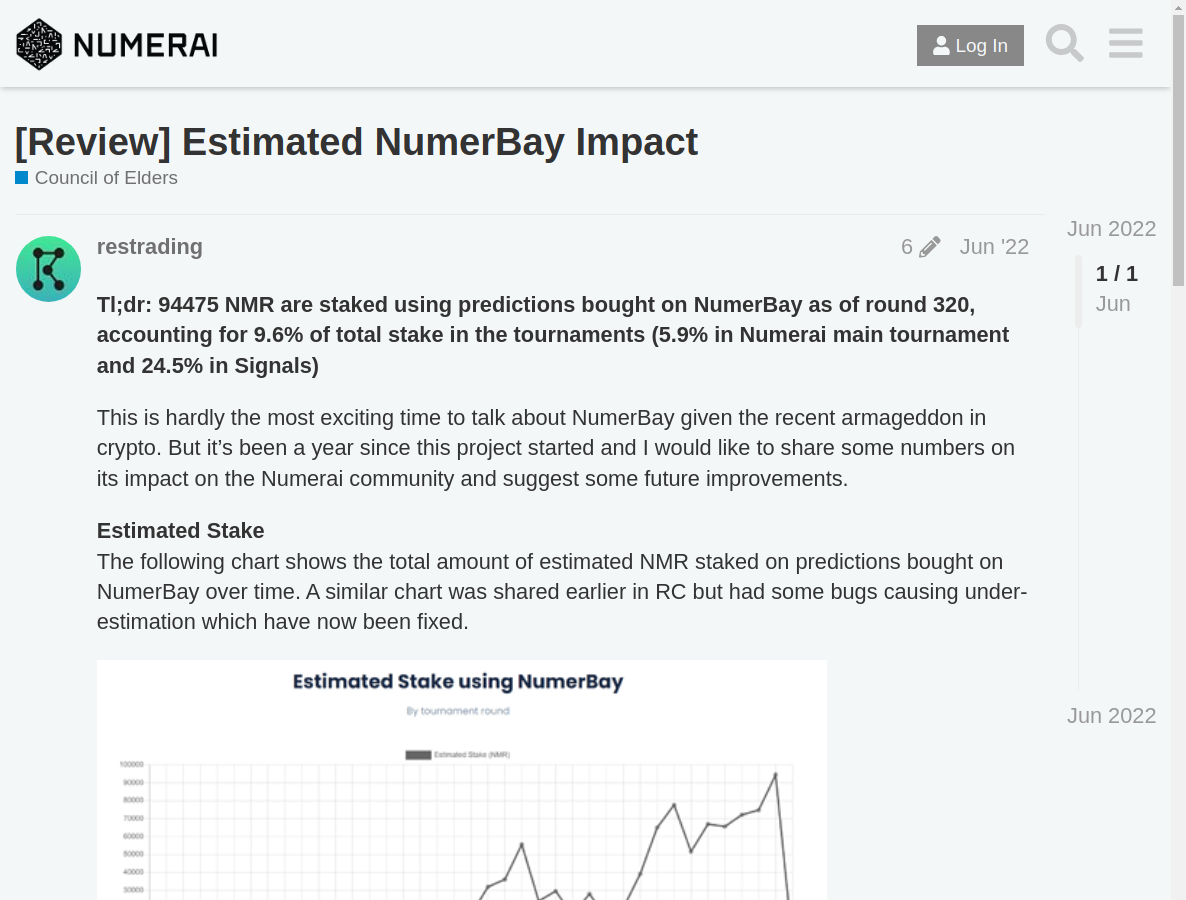 NUMERAI
Log In
[Review] Estimated NumerBay Impact
Council of Elders
restrading
6
Jun '22
Tl;dr: 94475 NMR are staked using predictions bought on NumerBay as of round 320,
accounting for 9.6% of total stake in the tournaments (5.9% in Numerai main tournament
and 24.5% in Signals)
This is hardly the most exciting time to talk about NumerBay given the recent armageddon in
crypto. But it’s been a year since this project started and I would like to share some numbers on
its impact on the Numerai community and suggest some future improvements.
Estimated Stake
The following chart shows the total amount of estimated NMR staked on predictions bought on
NumerBay over time. A similar chart was shared earlier in RC but had some bugs causing under-
estimation which have now been fixed.
Estimated Stake using NumerBay
By tournament round
Estimated Stake (NMR)
100000
90000
80000
70000
60000
50000
40000
30000
Jun 2022
1 / 1
Jun
Jun 2022